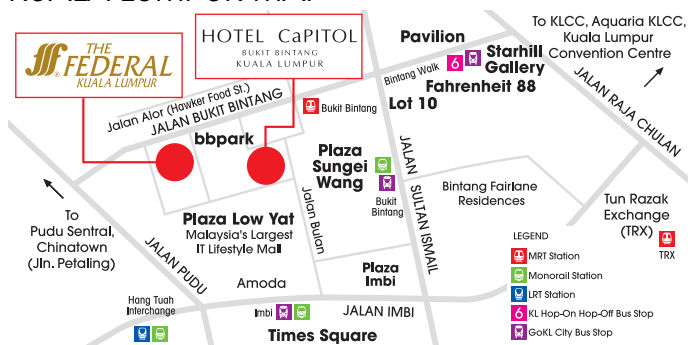 THE
FEDERAL
KUALA LUMPUR
HOTEL CAPITOL
BUKIT BINTANG
KUALA LUMPUR
Pavilion
To KLCC, Aquaria KLCC,
Kuala Lumpur
Convention Centre
Starhill
Gallery
6
Bintang Walk
Fahrenheit 88
JALAN RAJA CHULAN
Jalan Alor (Hawker Food St.)
JALAN BUKIT BINTANG
Bukit Bintang
Lot 10
bbpark
Plaza
Sungei
Wang
JALAN SULTAN ISMAIL
Bukit
Bintang
Bintang Fairlane
Residences
Tun Razak
Exchange
(TRX)
TRX
To
Pudu Sentral,
Chinatown
(Jln. Petaling)
Plaza Low Yat
Malaysia's Largest
IT Lifestyle Mall
Jalan Bulan
JALAN PUDU
Plaza
Imbi
Amoda
Hang Tuah
Interchange
Imbi
JALAN IMBI
Times Square
LEGEND
MRT Station
Monorail Station
LRT Station
6 KL Hop-On Hop-Off Bus Stop
GoKL City Bus Stop